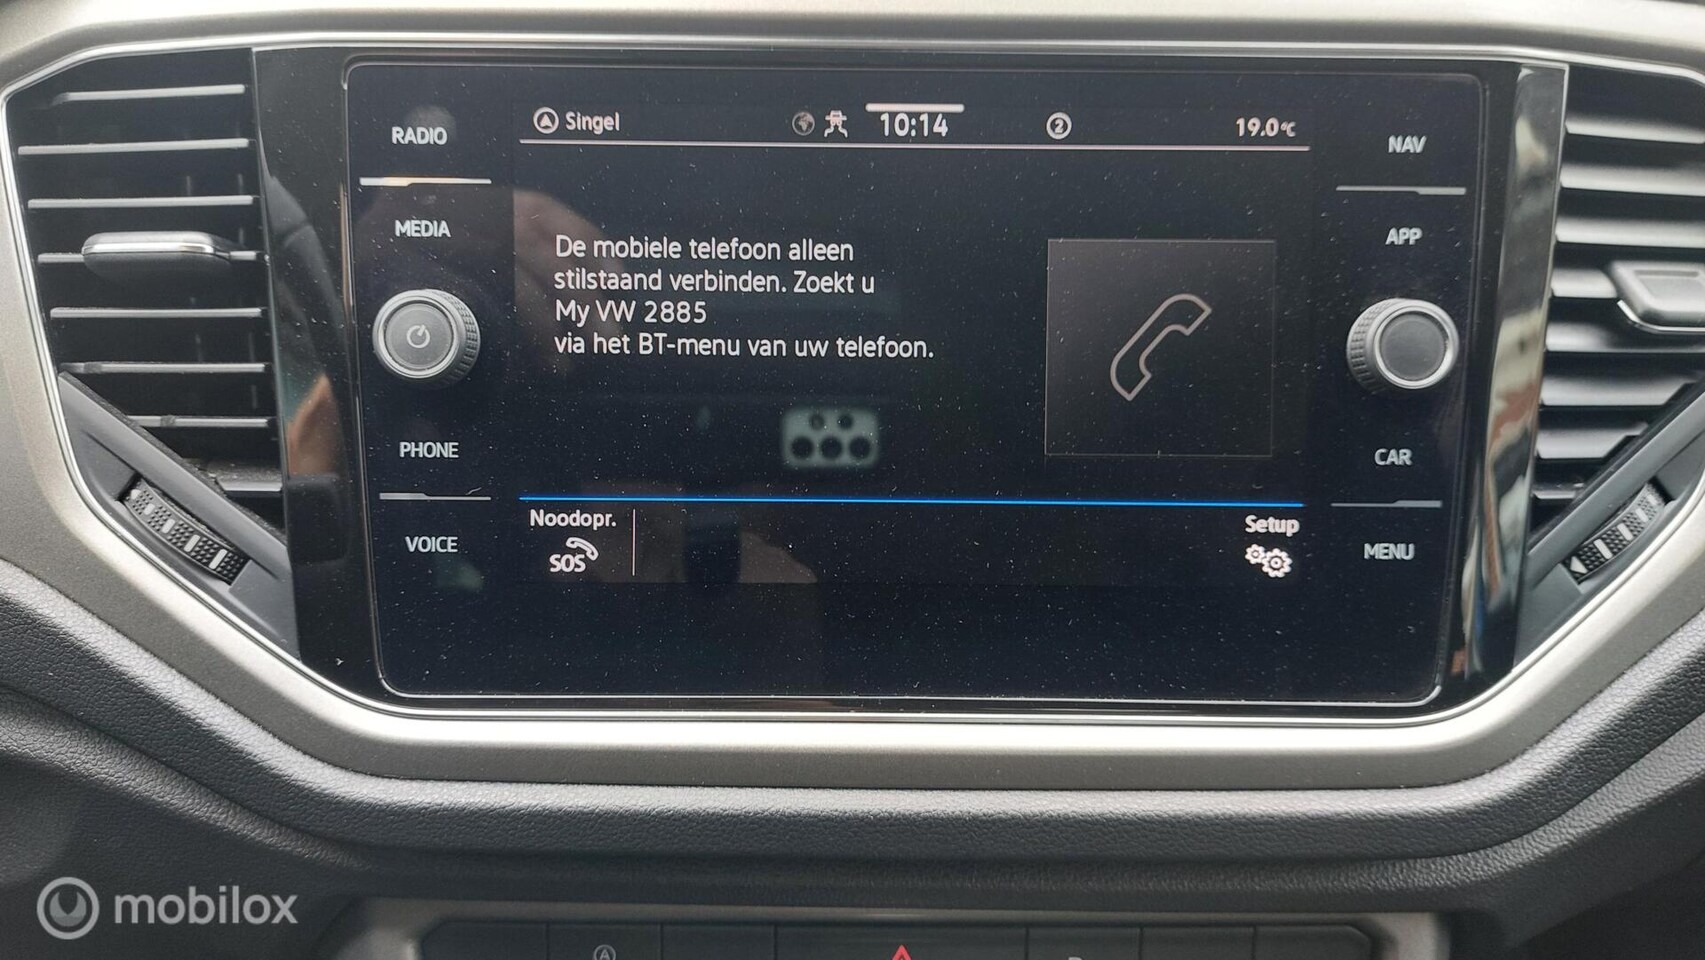 RADIO
MEDIA
PHONE
VOICE
Singel
10:14
2
19.0°C
De mobiele telefoon alleen
stilstaand verbinden. Zoekt u
My VW 2885
via het BT-menu van uw telefoon.
Noodopr.
SOS
Setup
NAV
APP
CAR
MENU
mobilox
A